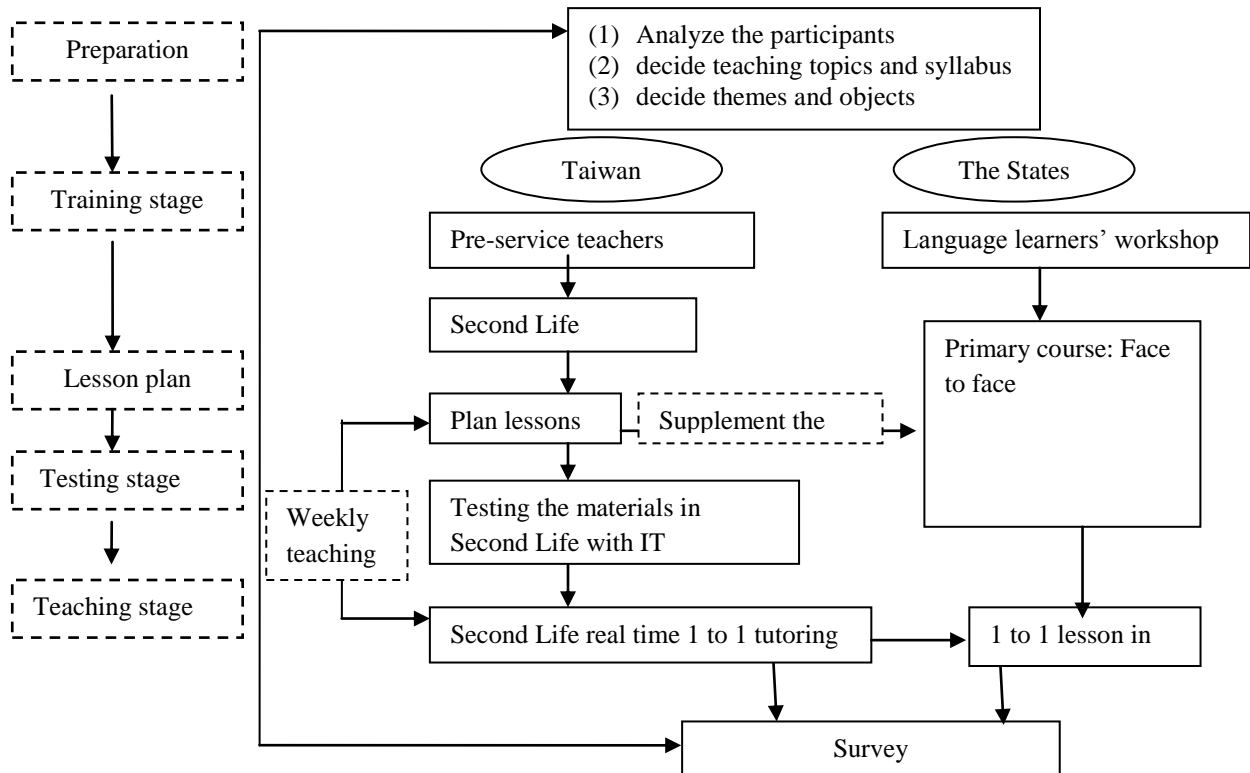 Preparation
Training stage
Lesson plan
Testing stage
Teaching stage
(1) Analyze the participants
(2) decide teaching topics and syllabus
(3) decide themes and objects
Taiwan
The States
Pre-service teachers
Language learners’ workshop
Second Life
Primary course: Face
to face
Plan lessons
Supplement the
Weekly
teaching
Testing the materials in
Second Life with IT
Second Life real time 1 to 1 tutoring
1 to 1 lesson in
Survey